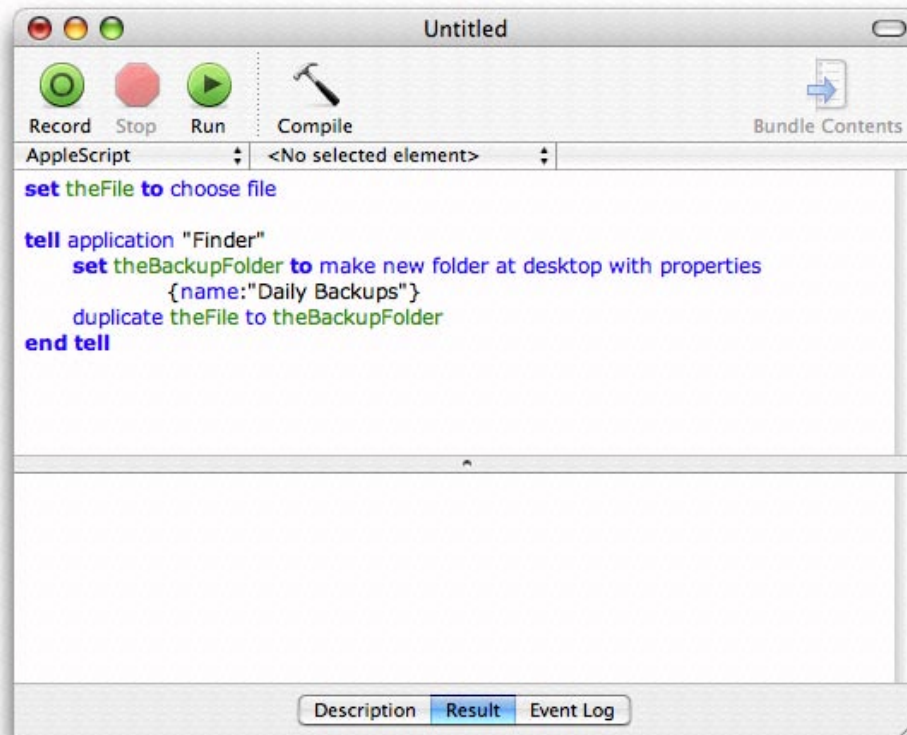 Untitled
Record Stop Run Compile Bundle Contents
AppleScript <No selected element>
set theFile to choose file
tell application "Finder"
set theBackupFolder to make new folder at desktop with properties
{name:"Daily Backups"}
duplicate theFile to theBackupFolder
end tell
Description Result Event Log